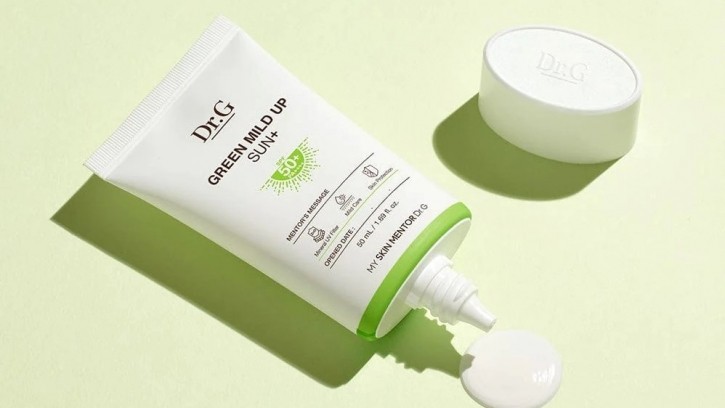 Dr.G
GREEN MILD UP
SUN+
SPF
50+
MENTOR'S MESSAGE
Mineral UV Filter
Mild Care
Skin Protection
OPENED DATE :
50 mL / 1.69 fl. oz.
MY SKIN MENTOR Dr.G
Dr.G